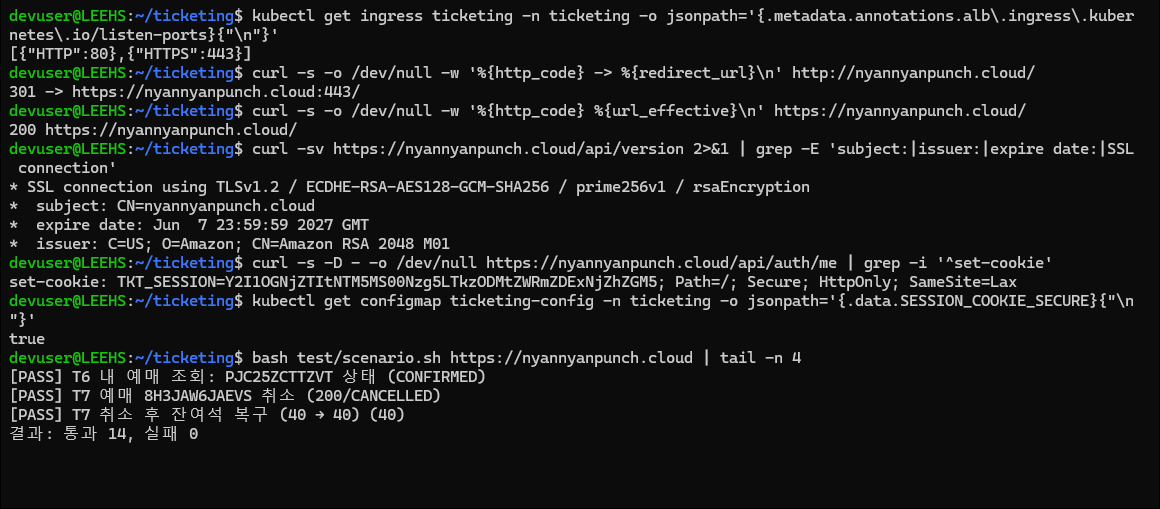 devuser@LEEHS:~/ticketing$ kubectl get ingress ticketing -n ticketing -o jsonpath='{.metadata.annotations.alb\.ingress\.kuber
netes\.io/listen-ports}{"\n"}'
[{"HTTP":80},{"HTTPS":443}]
devuser@LEEHS:~/ticketing$ curl -s -o /dev/null -w '%{http_code} -> %{redirect_url}\n' http://nyannyanpunch.cloud/
301 -> https://nyannyanpunch.cloud:443/
devuser@LEEHS:~/ticketing$ curl -s -o /dev/null -w '%{http_code} %{url_effective}\n' https://nyannyanpunch.cloud/
200 https://nyannyanpunch.cloud/
devuser@LEEHS:~/ticketing$ curl -sv https://nyannyanpunch.cloud/api/version 2>&1 | grep -E 'subject:|issuer:|expire date:|SSL
 connection'
* SSL connection using TLSv1.2 / ECDHE-RSA-AES128-GCM-SHA256 / prime256v1 / rsaEncryption
*  subject: CN=nyannyanpunch.cloud
*  expire date: Jun  7 23:59:59 2027 GMT
*  issuer: C=US; O=Amazon; CN=Amazon RSA 2048 M01
devuser@LEEHS:~/ticketing$ curl -s -D - -o /dev/null https://nyannyanpunch.cloud/api/auth/me | grep -i '^set-cookie'
set-cookie: TKT_SESSION=Y2I1OGNjZTItNTM5MS00Nzg5LTkzODMtZWRmZDExNjZhZGM5; Path=/; Secure; HttpOnly; SameSite=Lax
devuser@LEEHS:~/ticketing$ kubectl get configmap ticketing-config -n ticketing -o jsonpath='{.data.SESSION_COOKIE_SECURE}{"\n
"}'
true
devuser@LEEHS:~/ticketing$ bash test/scenario.sh https://nyannyanpunch.cloud | tail -n 4
[PASS] T6 내 예매 조회: PJC25ZCTTZVT 상태 (CONFIRMED)
[PASS] T7 예매 8H3JAW6JAEVS 취소 (200/CANCELLED)
[PASS] T7 취소 후 잔여석 복구 (40 → 40) (40)
결과: 통과 14, 실패 0